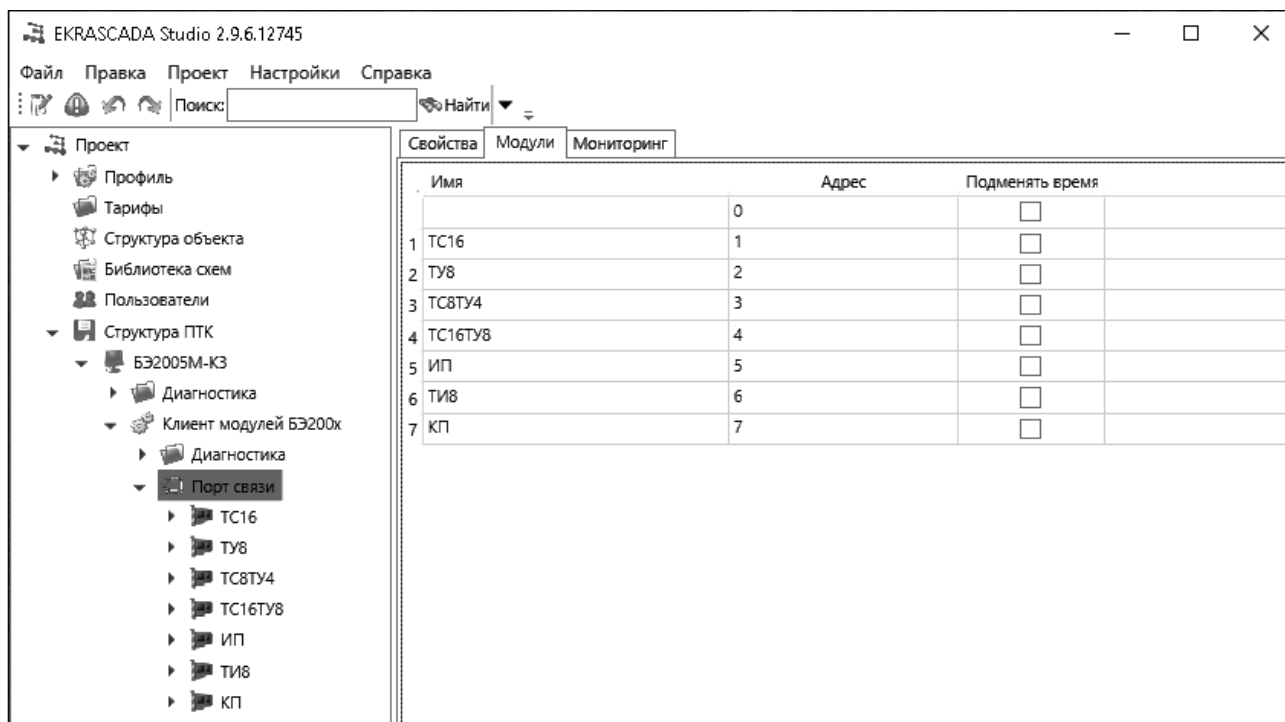 EKRASCADA Studio 2.9.6.12745
Файл Правка Проект Настройки Справка
Поиск: Найти
Проект
Профиль
Тарифы
Структура объекта
Библиотека схем
Пользователи
Структура ПТК
БЭ2005М-К3
Диагностика
Клиент модулей БЭ200x
Диагностика
Порт связи
ТС16
ТУ8
ТС8ТУ4
ТС16ТУ8
ИП
ТИ8
КП
Свойства Модули Мониторинг
Имя Адрес Подменять время
0
1 ТС16 1
2 ТУ8 2
3 ТС8ТУ4 3
4 ТС16ТУ8 4
5 ИП 5
6 ТИ8 6
7 КП 7